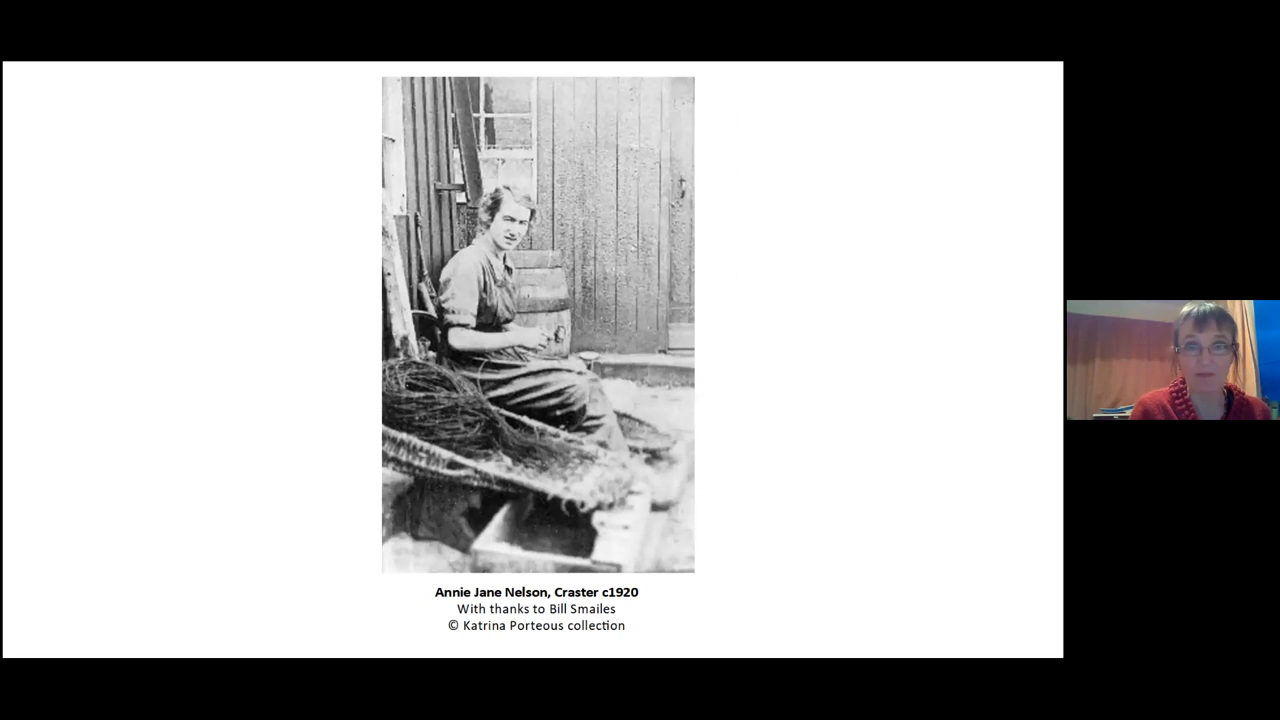 Annie Jane Nelson, Craster c1920
With thanks to Bill Smailes
© Katrina Porteous collection